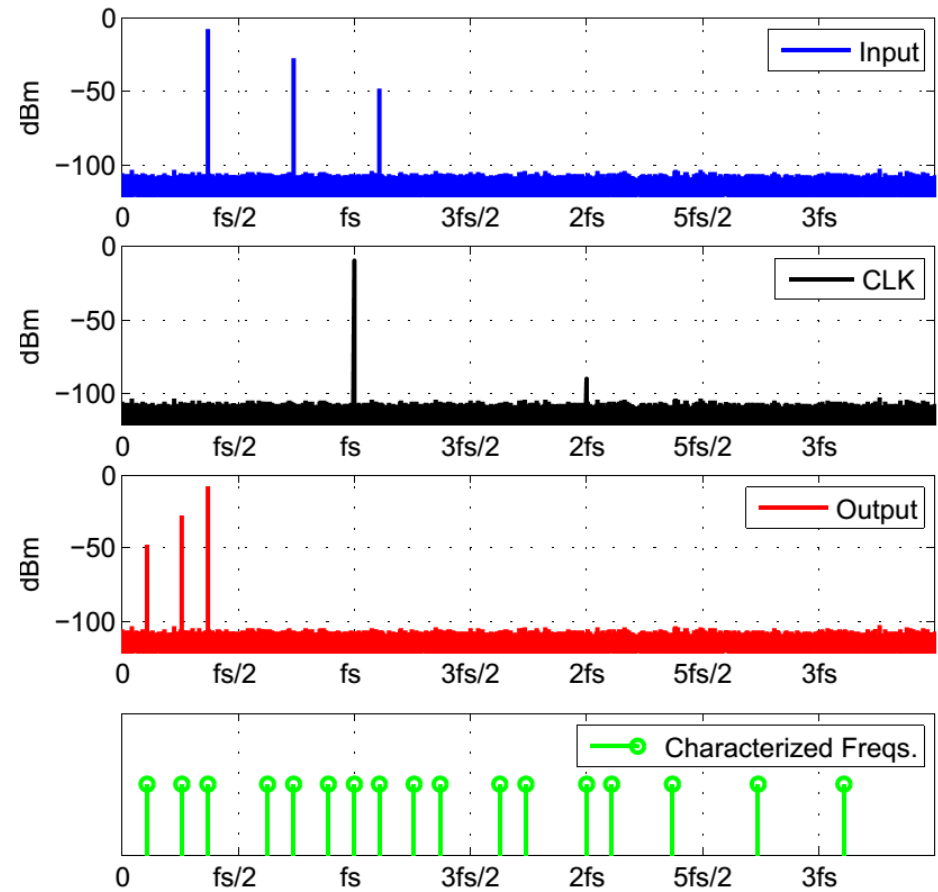 0
Input
−50
dBm
−100
0 fs/2 fs 3fs/2 2fs 5fs/2 3fs
0
CLK
−50
dBm
−100
0 fs/2 fs 3fs/2 2fs 5fs/2 3fs
0
Output
−50
dBm
−100
0 fs/2 fs 3fs/2 2fs 5fs/2 3fs
Characterized Freqs.
0 fs/2 fs 3fs/2 2fs 5fs/2 3fs